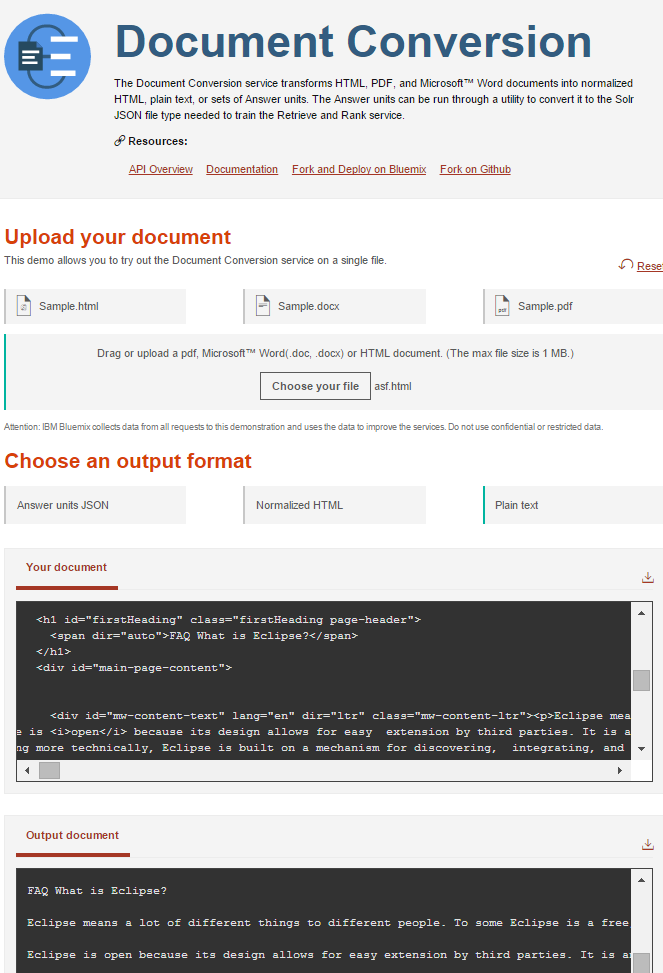 Document Conversion
The Document Conversion service transforms HTML, PDF, and Microsoft™ Word documents into normalized
HTML, plain text, or sets of Answer units. The Answer units can be run through a utility to convert it to the Solr
JSON file type needed to train the Retrieve and Rank service.
Resources:
API Overview Documentation Fork and Deploy on Bluemix Fork on Github
Upload your document
This demo allows you to try out the Document Conversion service on a single file.
Reset
Sample.html Sample.docx Sample.pdf
Drag or upload a pdf, Microsoft™ Word(.doc, .docx) or HTML document. (The max file size is 1 MB.)
Choose your file asf.html
Attention: IBM Bluemix collects data from all requests to this demonstration and uses the data to improve the services. Do not use confidential or restricted data.
Choose an output format
Answer units JSON Normalized HTML Plain text
Your document
<h1 id="firstHeading" class="firstHeading page-header">
<span dir="auto">FAQ What is Eclipse?</span>
</h1>
<div id="main-page-content">
<div id="mw-content-text" lang="en" dir="ltr" class="mw-content-ltr"><p>Eclipse mea
e is <i>open</i> because its design allows for easy  extension by third parties. It is a
ng more technically, Eclipse is built on a mechanism for discovering,  integrating, and
Output document
FAQ What is Eclipse?
Eclipse means a lot of different things to different people. To some Eclipse is a free
Eclipse is open because its design allows for easy extension by third parties. It is a